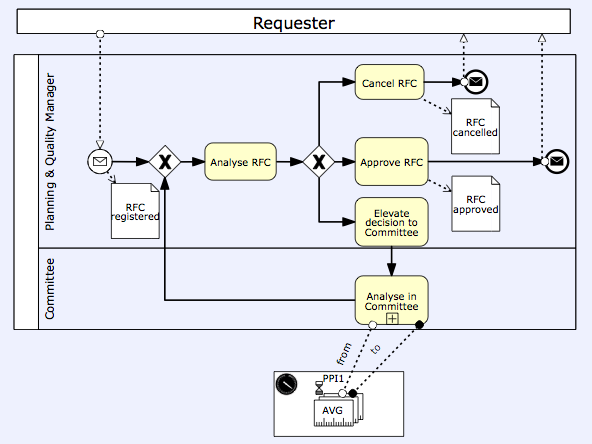 Requester
Planning & Quality Manager
Cancel RFC
RFC
cancelled
Analyse RFC
X
X
Approve RFC
RFC
registered
RFC
approved
Elevate
decision to
Committee
Committee
Analyse in
Committee
from
to
PPI1
AVG